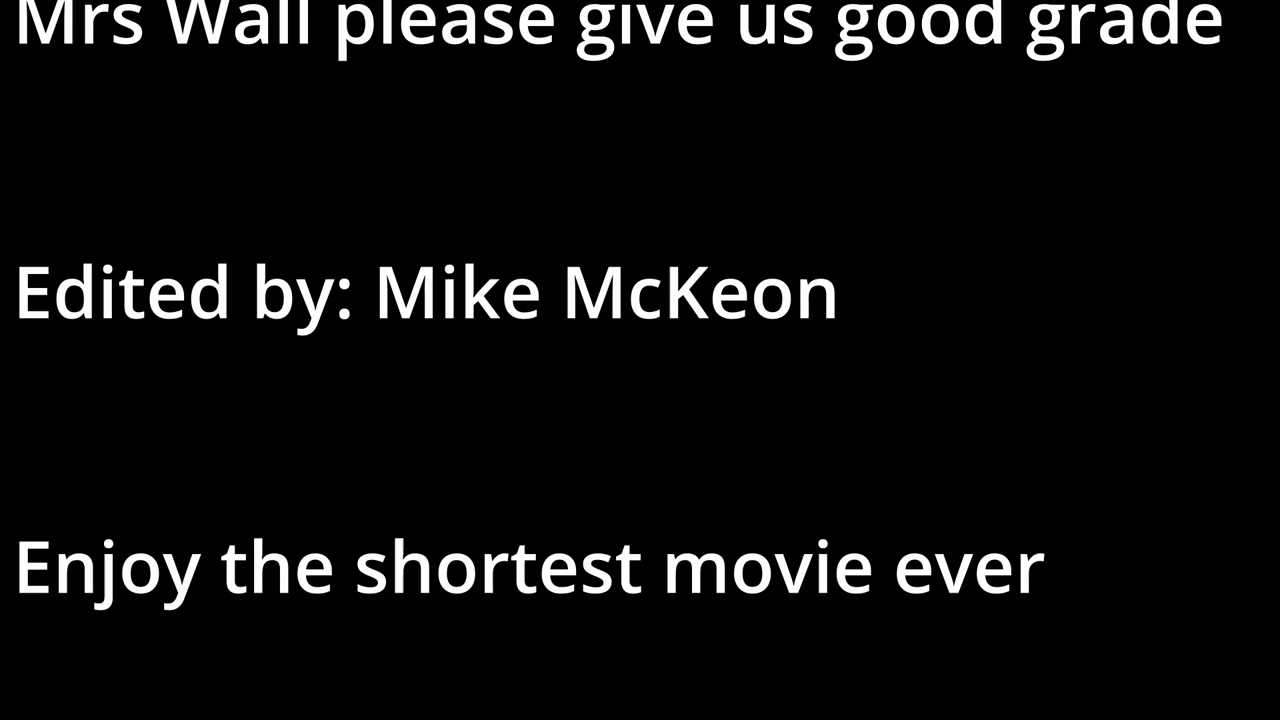 Mrs Wall please give us good grade
Edited by: Mike McKeon
Enjoy the shortest movie ever